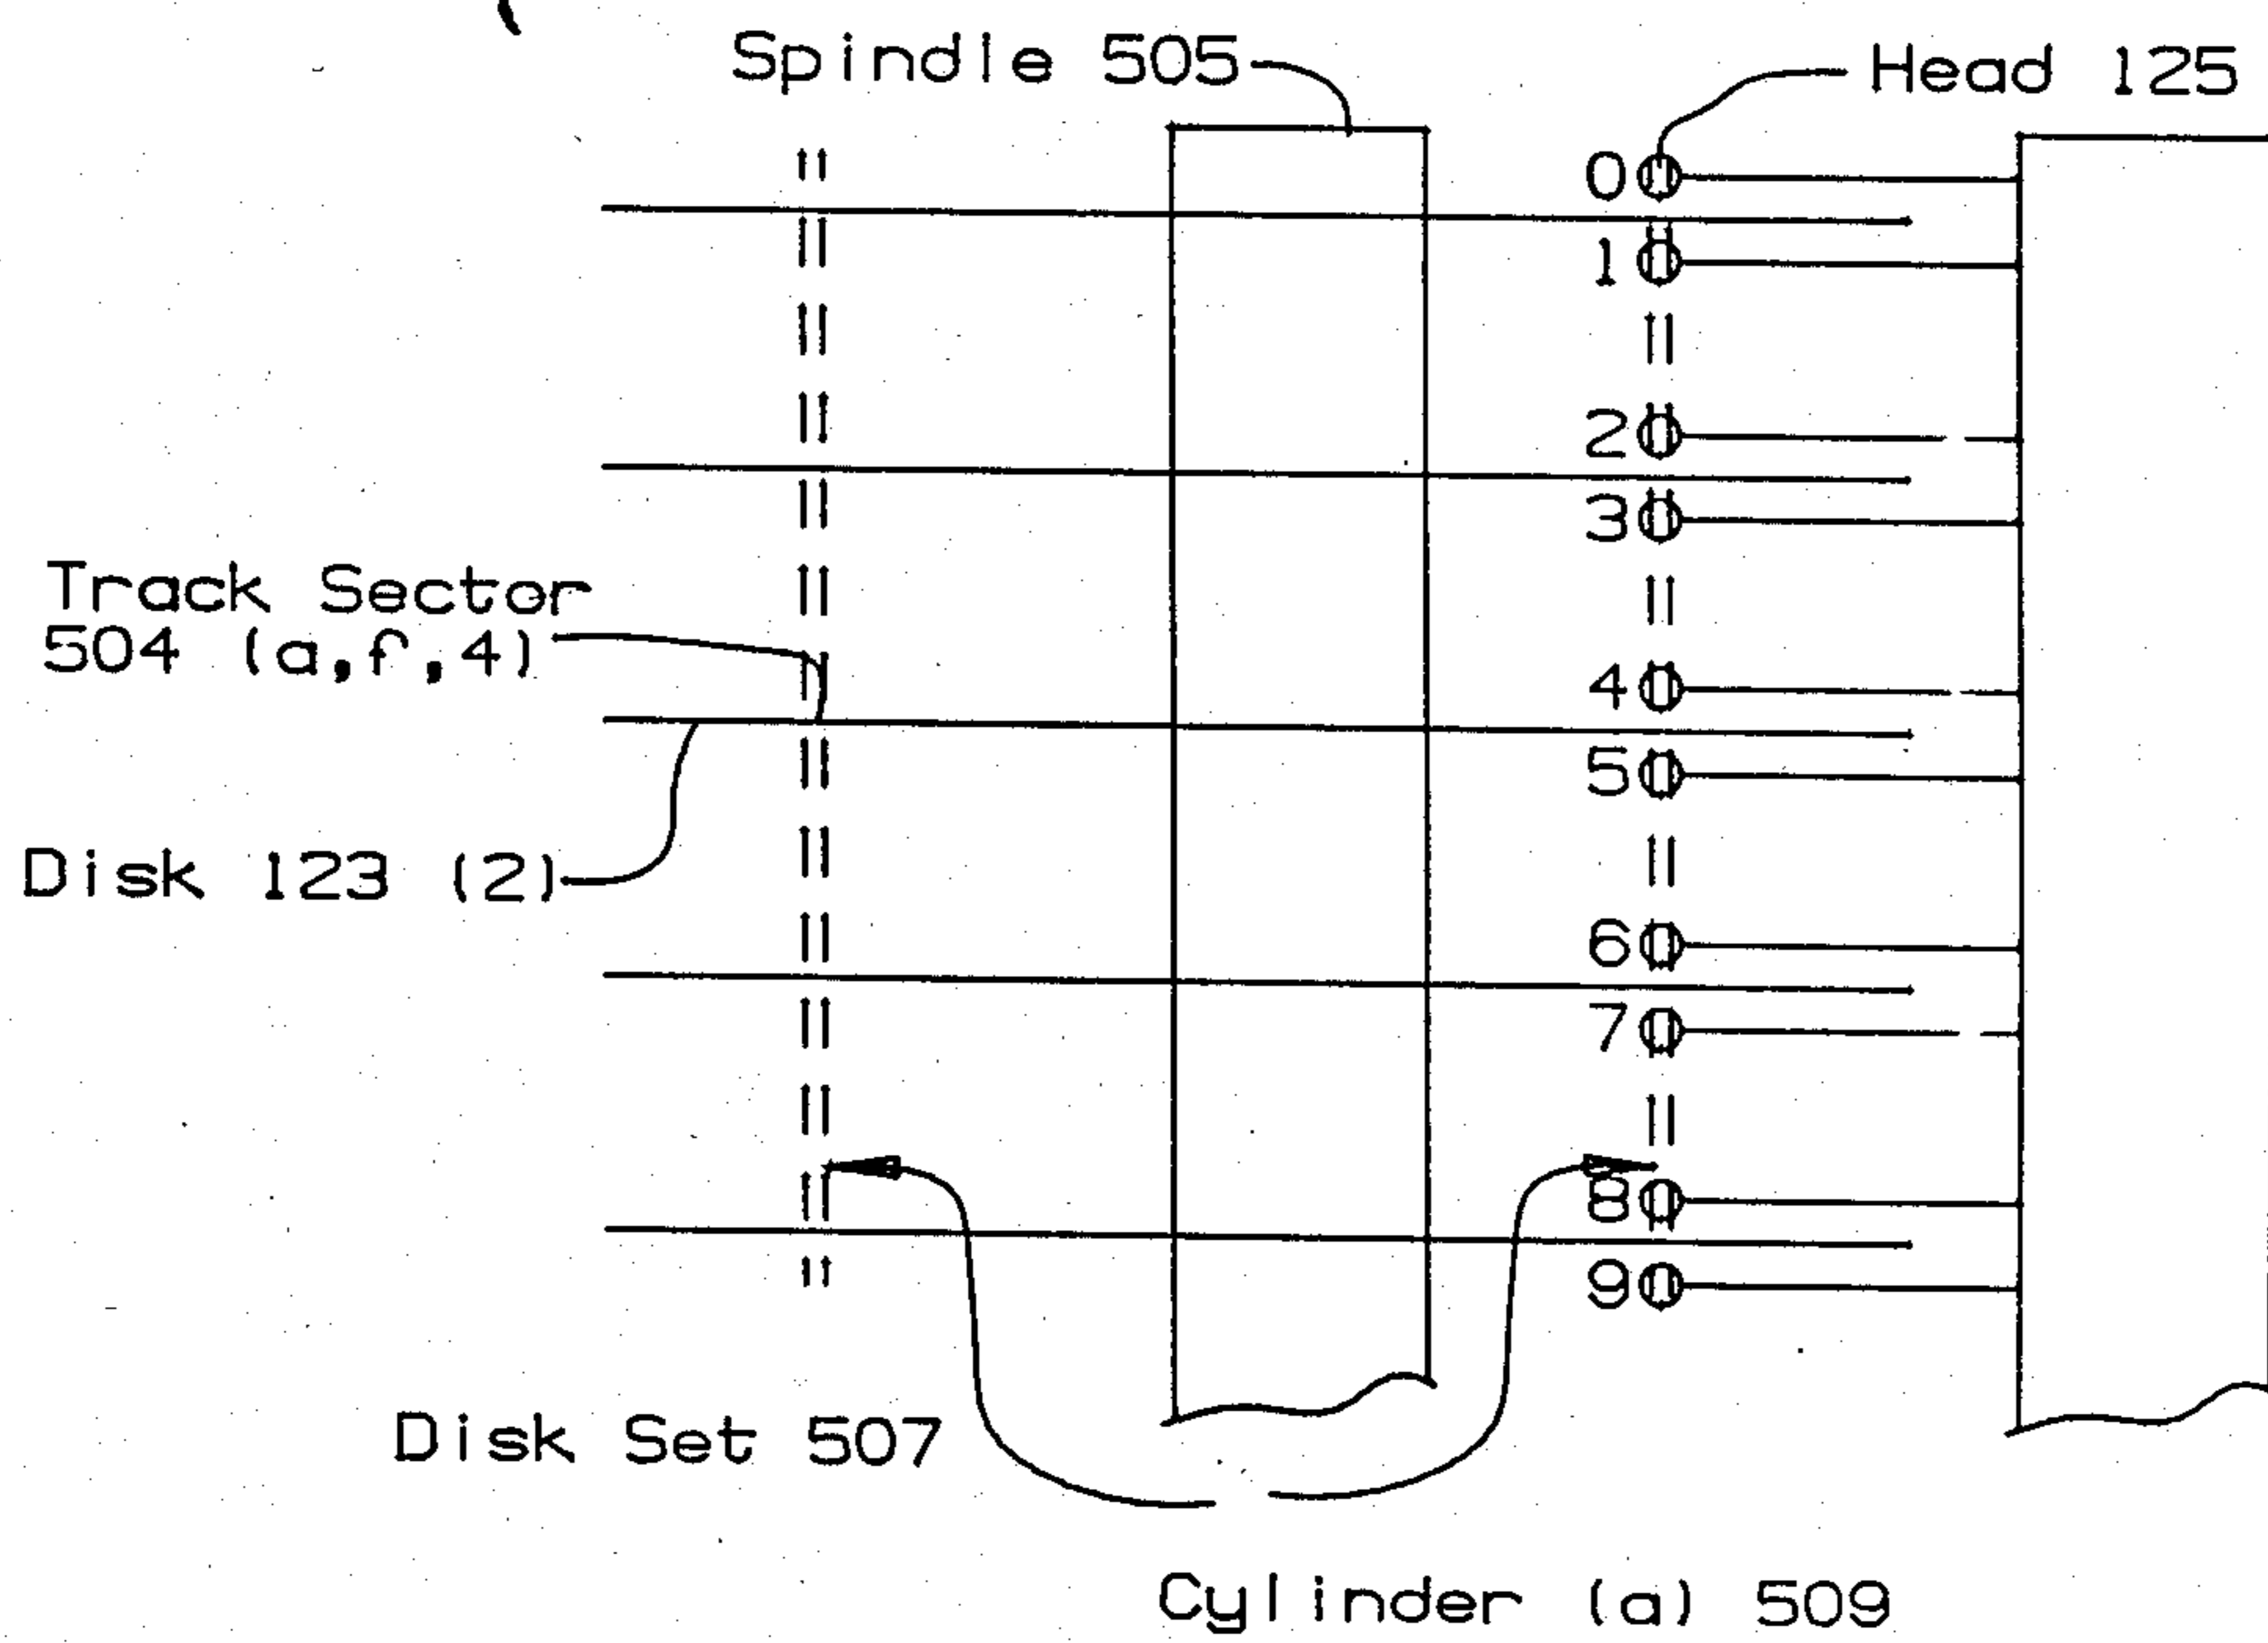 Spindle 505
Head 125
0
1
2
3
Track Sector
504 (a,f,4)
4
5
Disk 123 (2)
6
7
8
9
Disk Set 507
Cylinder (a) 509